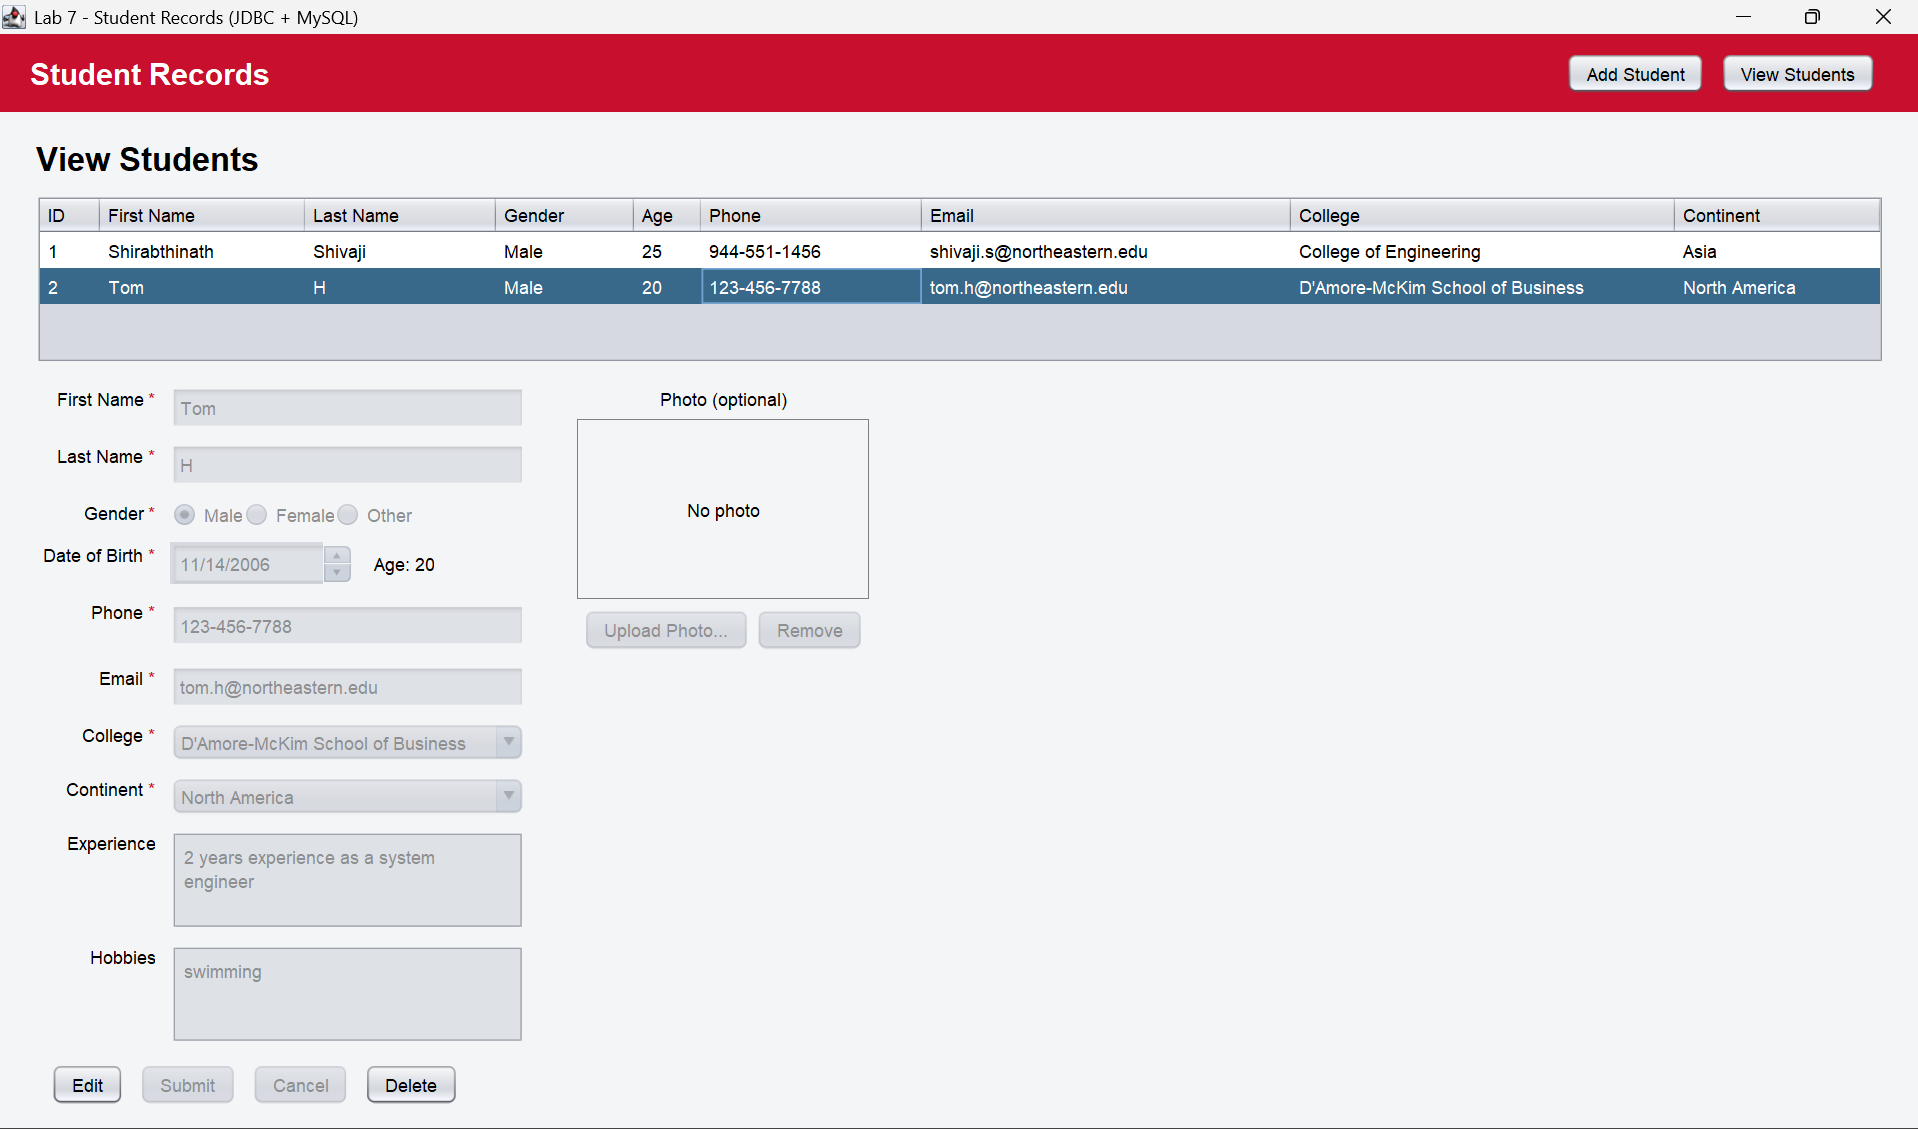 Lab 7 - Student Records (JDBC + MySQL)
Student Records
Add Student
View Students
View Students
ID First Name Last Name Gender Age Phone Email College Continent
1 Shirabthinath Shivaji Male 25 944-551-1456 shivaji.s@northeastern.edu College of Engineering Asia
2 Tom H Male 20 123-456-7788 tom.h@northeastern.edu D'Amore-McKim School of Business North America
First Name * Tom
Last Name * H
Gender * Male Female Other
Date of Birth * 11/14/2006 Age: 20
Phone * 123-456-7788
Email * tom.h@northeastern.edu
College * D'Amore-McKim School of Business
Continent * North America
Experience 2 years experience as a system
engineer
Hobbies swimming
Photo (optional)
No photo
Upload Photo... Remove
Edit Submit Cancel Delete